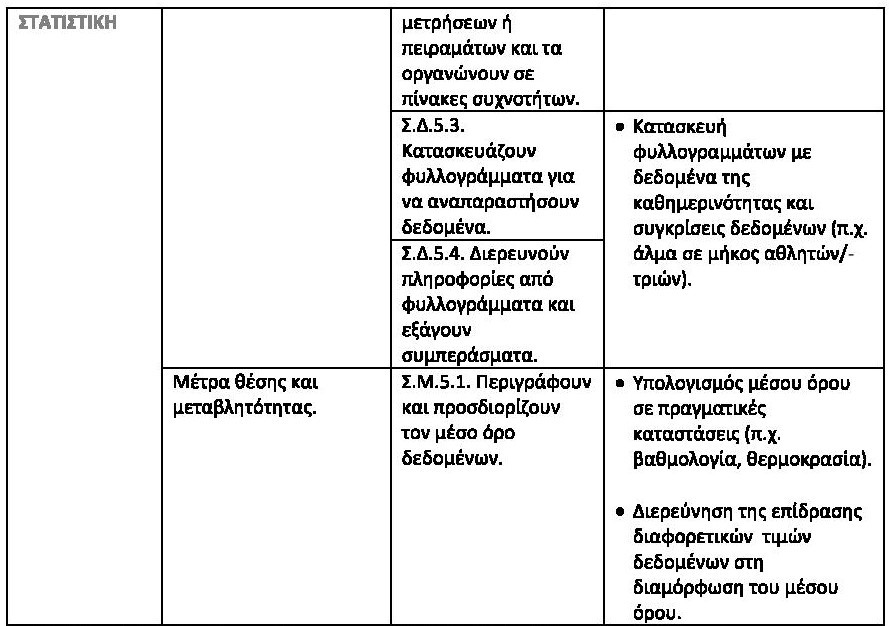 ΣΤΑΤΙΣΤΙΚΗ
μετρήσεων ή
πειραμάτων και τα
οργανώνουν σε
πίνακες συχνοτήτων.
Σ.Δ.5.3.
Κατασκευάζουν
φυλλογράμματα για
να αναπαραστήσουν
δεδομένα.
Σ.Δ.5.4. Διερευνούν
πληροφορίες από
φυλλογράμματα και
εξάγουν
συμπεράσματα.
• Κατασκευή
φυλλογραμμάτων με
δεδομένα της
καθημερινότητας και
συγκρίσεις δεδομένων (π.χ.
άλμα σε μήκος αθλητών/-
τριών).
Μέτρα θέσης και
μεταβλητότητας.
Σ.Μ.5.1. Περιγράφουν
και προσδιορίζουν
τον μέσο όρο
δεδομένων.
• Υπολογισμός μέσου όρου
σε πραγματικές
καταστάσεις (π.χ.
βαθμολογία, θερμοκρασία).
• Διερεύνηση της επίδρασης
διαφορετικών τιμών
δεδομένων στη
διαμόρφωση του μέσου
όρου.